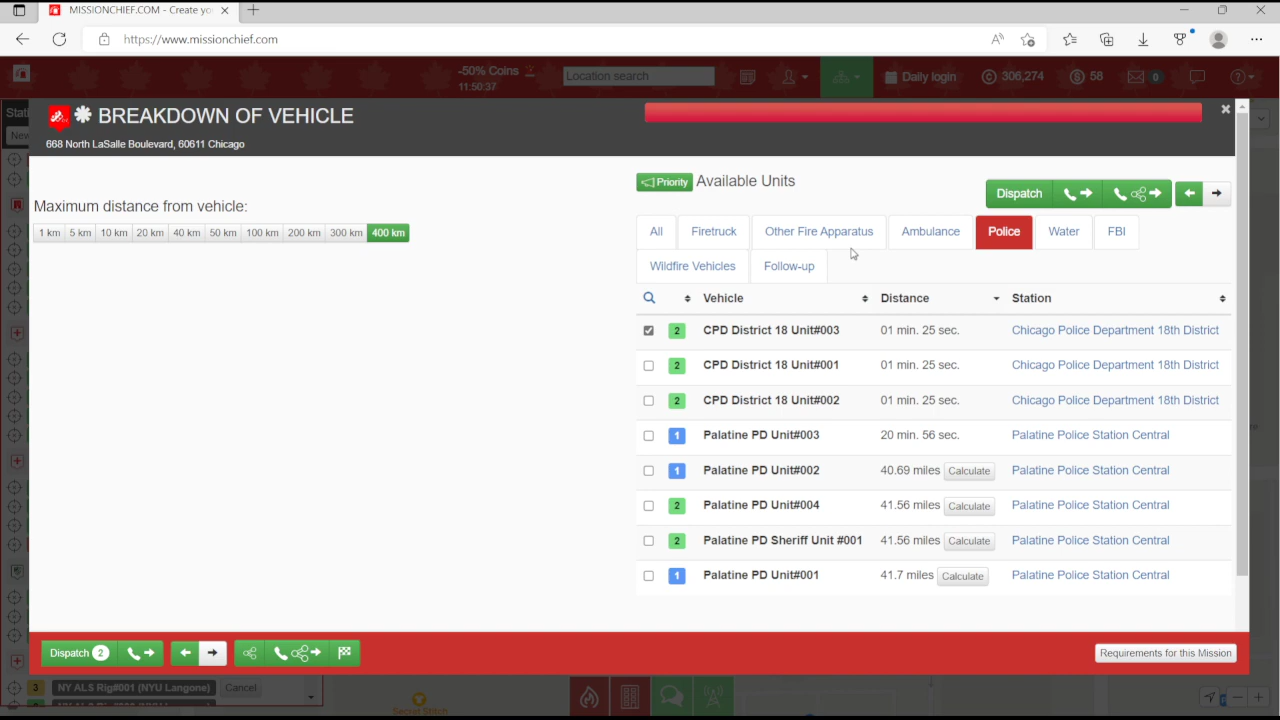 MISSIONCHIEF.COM - Create yo
https://www.missionchief.com
-50% Coins
11:50:37
Location search
Daily login
306,274
58
0
Stati
New
BREAKDOWN OF VEHICLE
668 North LaSalle Boulevard, 60611 Chicago
Maximum distance from vehicle:
1 km 5 km 10 km 20 km 40 km 50 km 100 km 200 km 300 km 400 km
Priority Available Units
Dispatch
All Firetruck Other Fire Apparatus Ambulance Police Water FBI
Wildfire Vehicles Follow-up
Vehicle Distance Station
2 CPD District 18 Unit#003 01 min. 25 sec. Chicago Police Department 18th District
2 CPD District 18 Unit#001 01 min. 25 sec. Chicago Police Department 18th District
2 CPD District 18 Unit#002 01 min. 25 sec. Chicago Police Department 18th District
1 Palatine PD Unit#003 20 min. 56 sec. Palatine Police Station Central
1 Palatine PD Unit#002 40.69 miles Calculate Palatine Police Station Central
2 Palatine PD Unit#004 41.56 miles Calculate Palatine Police Station Central
2 Palatine PD Sheriff Unit #001 41.56 miles Calculate Palatine Police Station Central
1 Palatine PD Unit#001 41.7 miles Calculate Palatine Police Station Central
Dispatch 2
Requirements for this Mission
3 NY ALS Rig#001 (NYU Langone) Cancel
Secret Stitch